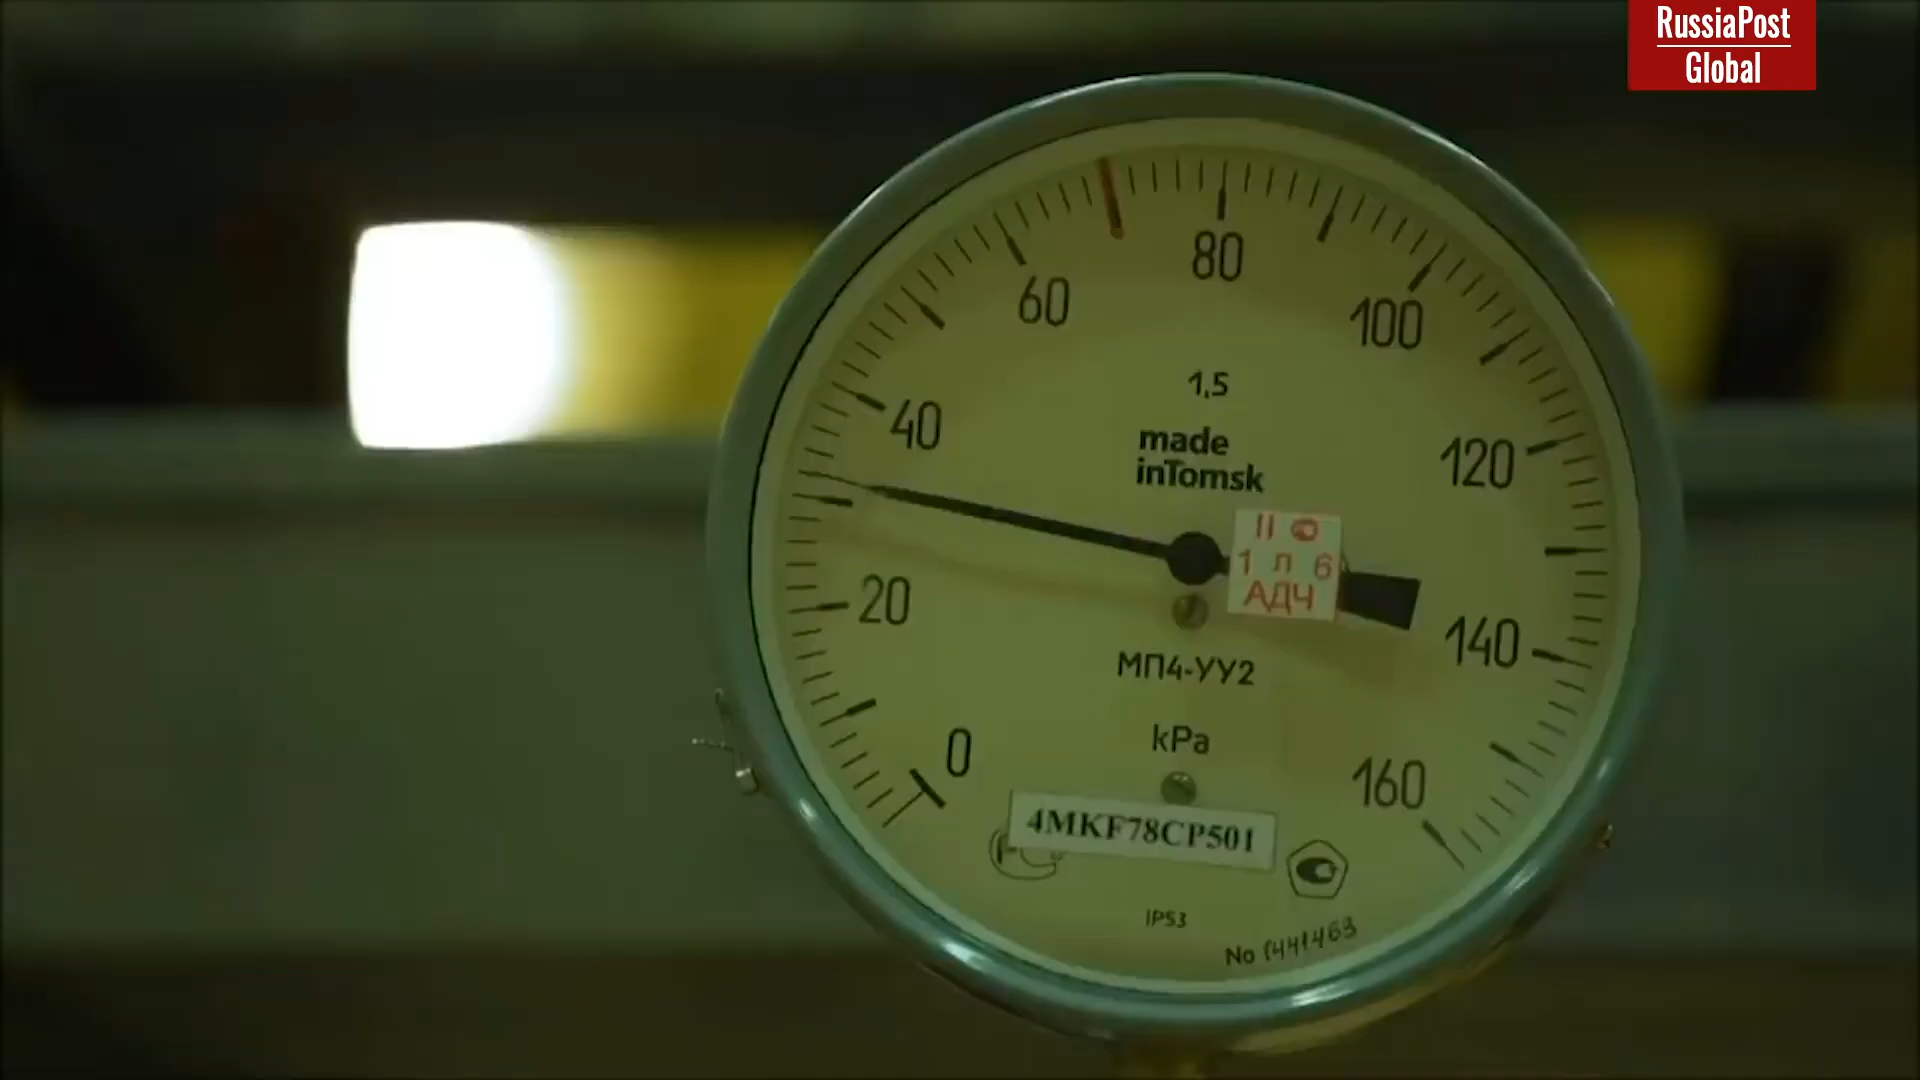 RussiaPost
Global
80
60
100
40
1,5
made
inTomsk
120
II
1 л 6
АДЧ
20
140
МП4-УУ2
kPa
0
160
4MKF78CP501
IP53
No